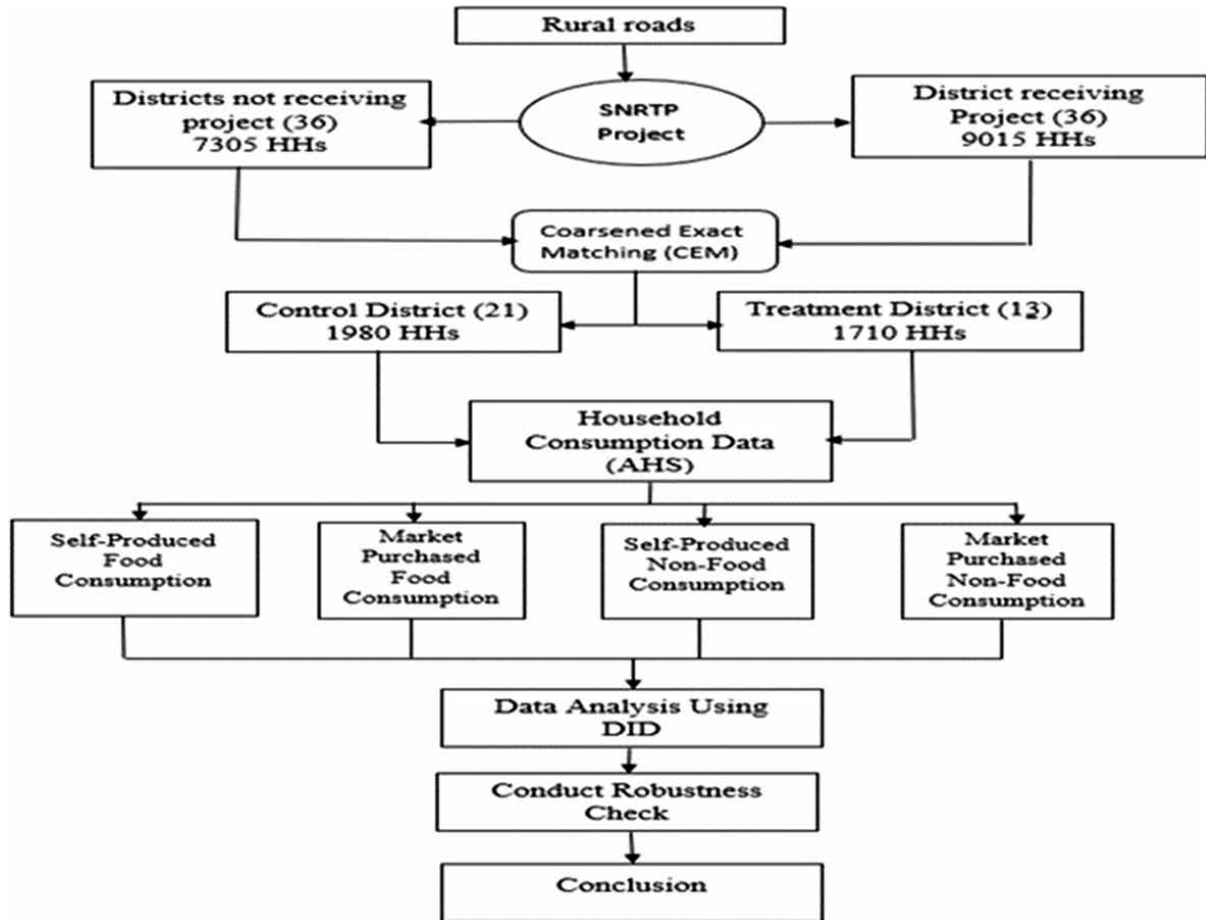 Rural roads
SNRTP
Project
Districts not receiving
project (36)
7305 HHs
District receiving
Project (36)
9015 HHs
Coarsened Exact
Matching (CEM)
Control District (21)
1980 HHs
Treatment District (13)
1710 HHs
Household
Consumption Data
(AHS)
Self-Produced
Food
Consumption
Market
Purchased
Food
Consumption
Self-Produced
Non-Food
Consumption
Market
Purchased
Non-Food
Consumption
Data Analysis Using
DID
Conduct Robustness
Check
Conclusion